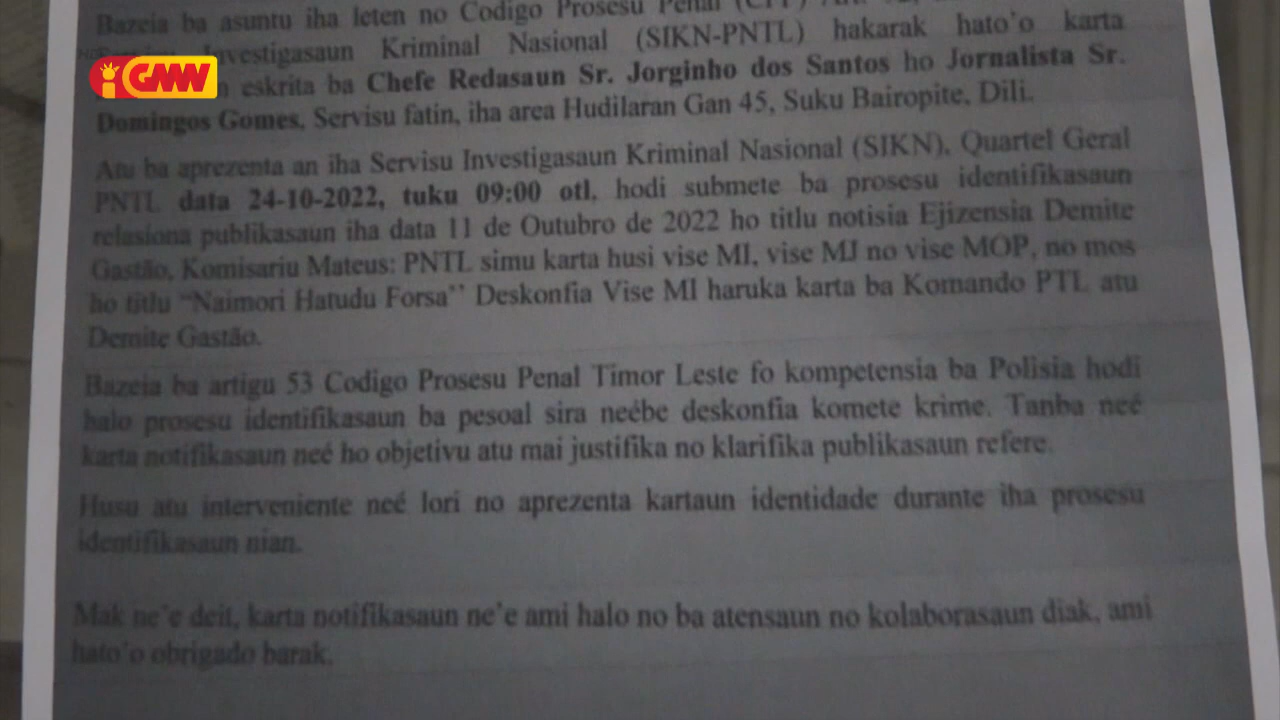 Bazeia ba asuntu iha leten no Codigo Prosesu Penal (CPP)
Investigasaun Kriminal Nasional (SIKN-PNTL) hakarak hato'o karta
GMW
eskrita ba Chefe Redasaun Sr. Jorginho dos Santos ho Jornalista Sr.
Domingos Gomes, Servisu fatin, iha area Hudilaran Gan 45, Suku Bairopite, Dili.
Atu ba aprezenta an iha Servisu Investigasaun Kriminal Nasional (SIKN), Quartel Geral
PNTL data 24-10-2022, tuku 09:00 otl, hodi submete ba prosesu identifikasaun
relasiona publikasaun iha data 11 de Outubro de 2022 ho titlu notisia Ejizensia Demite
Gastão, Komisariu Mateus: PNTL simu karta husi vise MI, vise MJ no vise MOP, no mos
ho titlu “Naimori Hatudu Forsa’’ Deskonfia Vise MI haruka karta ba Komando PTL atu
Demite Gastão.
Bazeia ba artigu 53 Codigo Prosesu Penal Timor Leste fo kompetensia ba Polisia hodi
halo prosesu identifikasaun ba pesoal sira neébe deskonfia komete krime. Tanba neé
karta notifikasaun neé ho objetivu atu mai justifika no klarifika publikasaun refere.
Husu atu interveniente neé lori no aprezenta kartaun identidade durante iha prosesu
identifikasaun nian.
Mak ne’e deit, karta notifikasaun ne’e ami halo no ba atensaun no kolaborasaun diak, ami
hato’o obrigado barak.